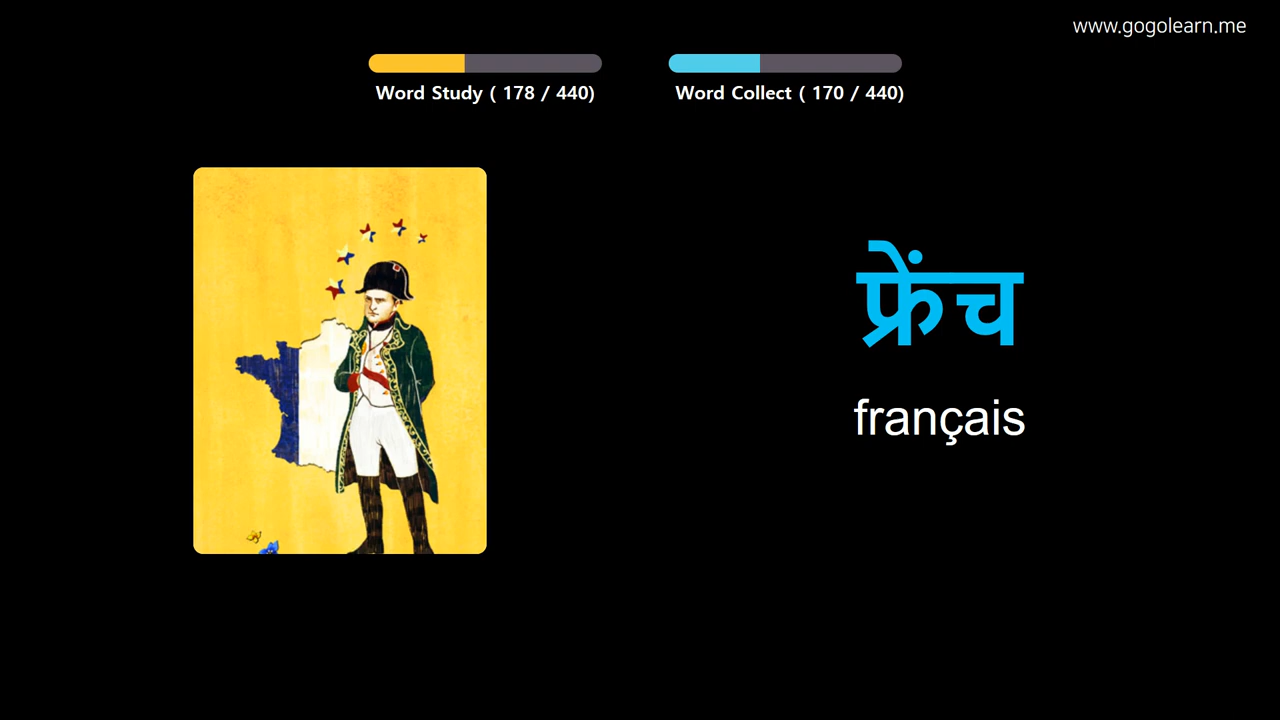 www.gogolearn.me
Word Study ( 178 / 440)
Word Collect ( 170 / 440)
फ्रेंच
français